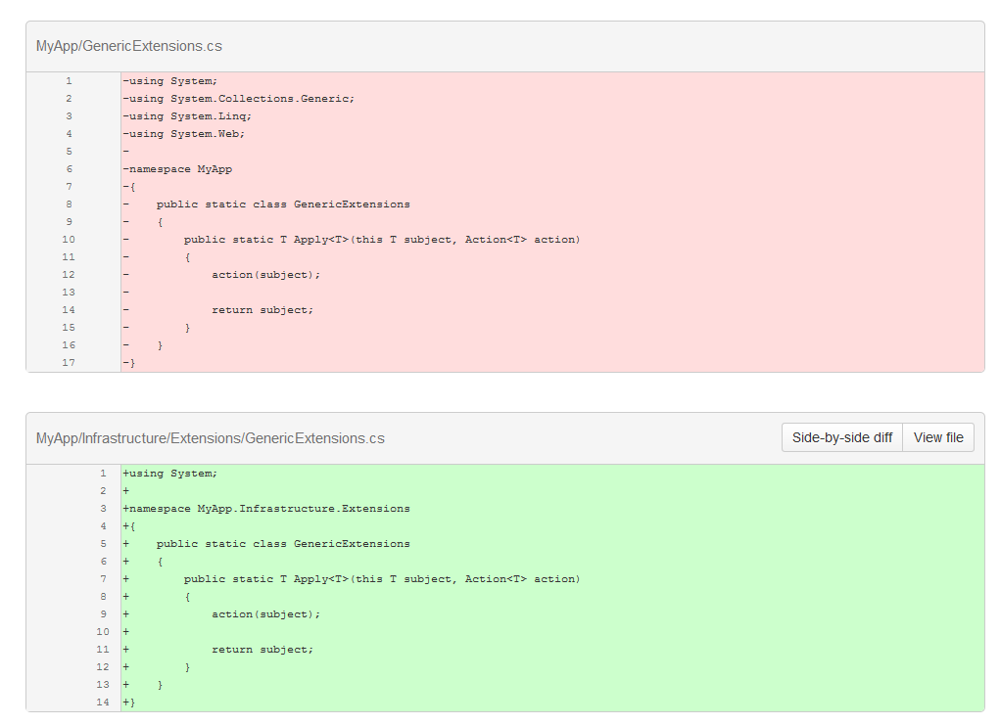 MyApp/GenericExtensions.cs
1 -using System;
2 -using System.Collections.Generic;
3 -using System.Linq;
4 -using System.Web;
5 -
6 -namespace MyApp
7 -{
8 -    public static class GenericExtensions
9 -    {
10 -        public static T Apply<T>(this T subject, Action<T> action)
11 -        {
12 -            action(subject);
13 -
14 -            return subject;
15 -        }
16 -    }
17 -}
MyApp/Infrastructure/Extensions/GenericExtensions.cs Side-by-side diff View file
1 +using System;
2 +
3 +namespace MyApp.Infrastructure.Extensions
4 +{
5 +    public static class GenericExtensions
6 +    {
7 +        public static T Apply<T>(this T subject, Action<T> action)
8 +        {
9 +            action(subject);
10 +
11 +            return subject;
12 +        }
13 +    }
14 +}